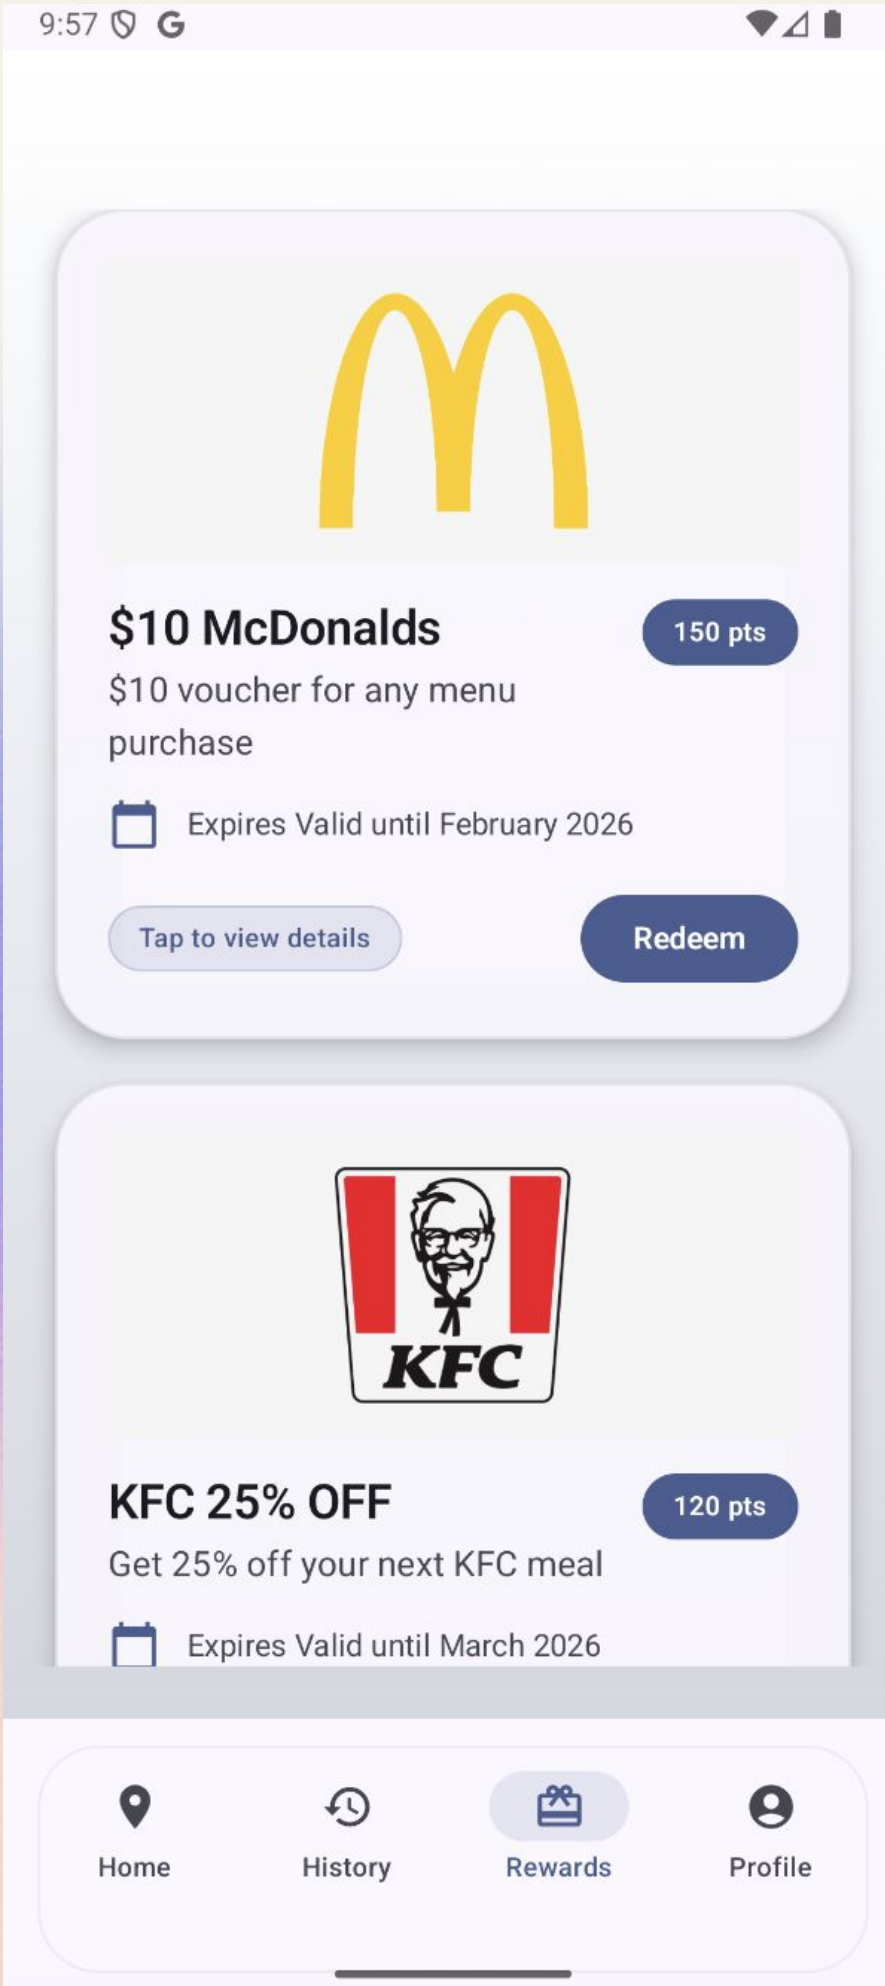 9:57
$10 McDonalds
150 pts
$10 voucher for any menu
purchase
Expires Valid until February 2026
Tap to view details
Redeem
KFC
KFC 25% OFF
120 pts
Get 25% off your next KFC meal
Expires Valid until March 2026
Home
History
Rewards
Profile